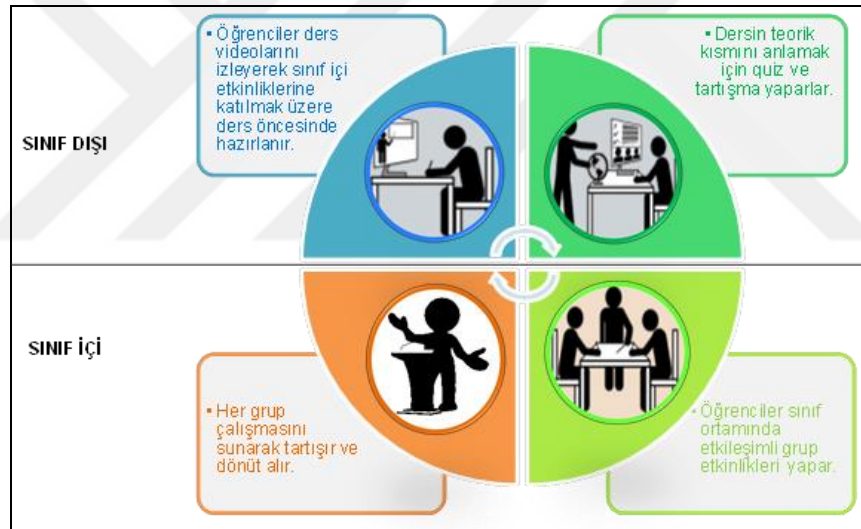 SINIF DIŞI
▪ Öğrenciler ders
videolarını
izleyerek sınıf içi
etkinliklerine
katılmak üzere
ders öncesinde
hazırlanır.
▪ Dersin teorik
kısmını anlamak
için quiz ve
tartışma yaparlar.
SINIF İÇİ
▪ Her grup
çalışmasını
sunarak tartışır ve
dönüt alır.
▪ Öğrenciler sınıf
ortamında
etkileşimli grup
etkinlikleri yapar.